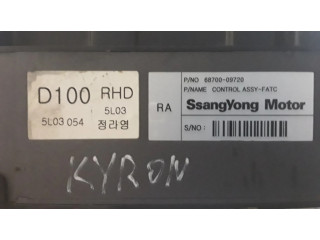 D100 RHD
5L03
5L03 054 정라영
RA
P/NO 68700-09720
P/NAME CONTROL ASSY-FATC
SsangYong Motor
S/NO :
KYRON